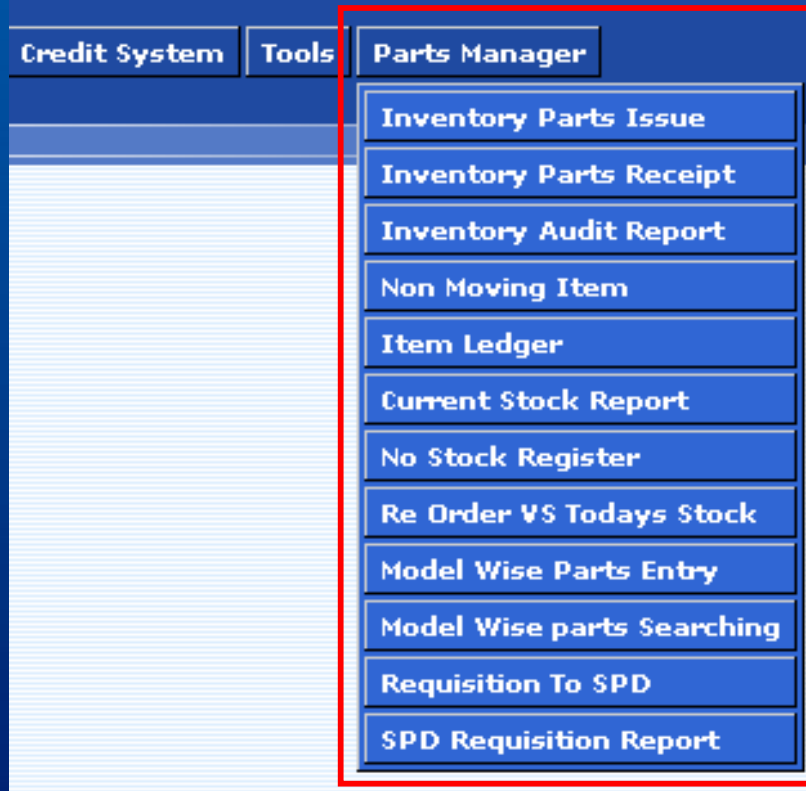 Credit System Tools Parts Manager
Inventory Parts Issue
Inventory Parts Receipt
Inventory Audit Report
Non Moving Item
Item Ledger
Current Stock Report
No Stock Register
Re Order VS Todays Stock
Model Wise Parts Entry
Model Wise parts Searching
Requisition To SPD
SPD Requisition Report